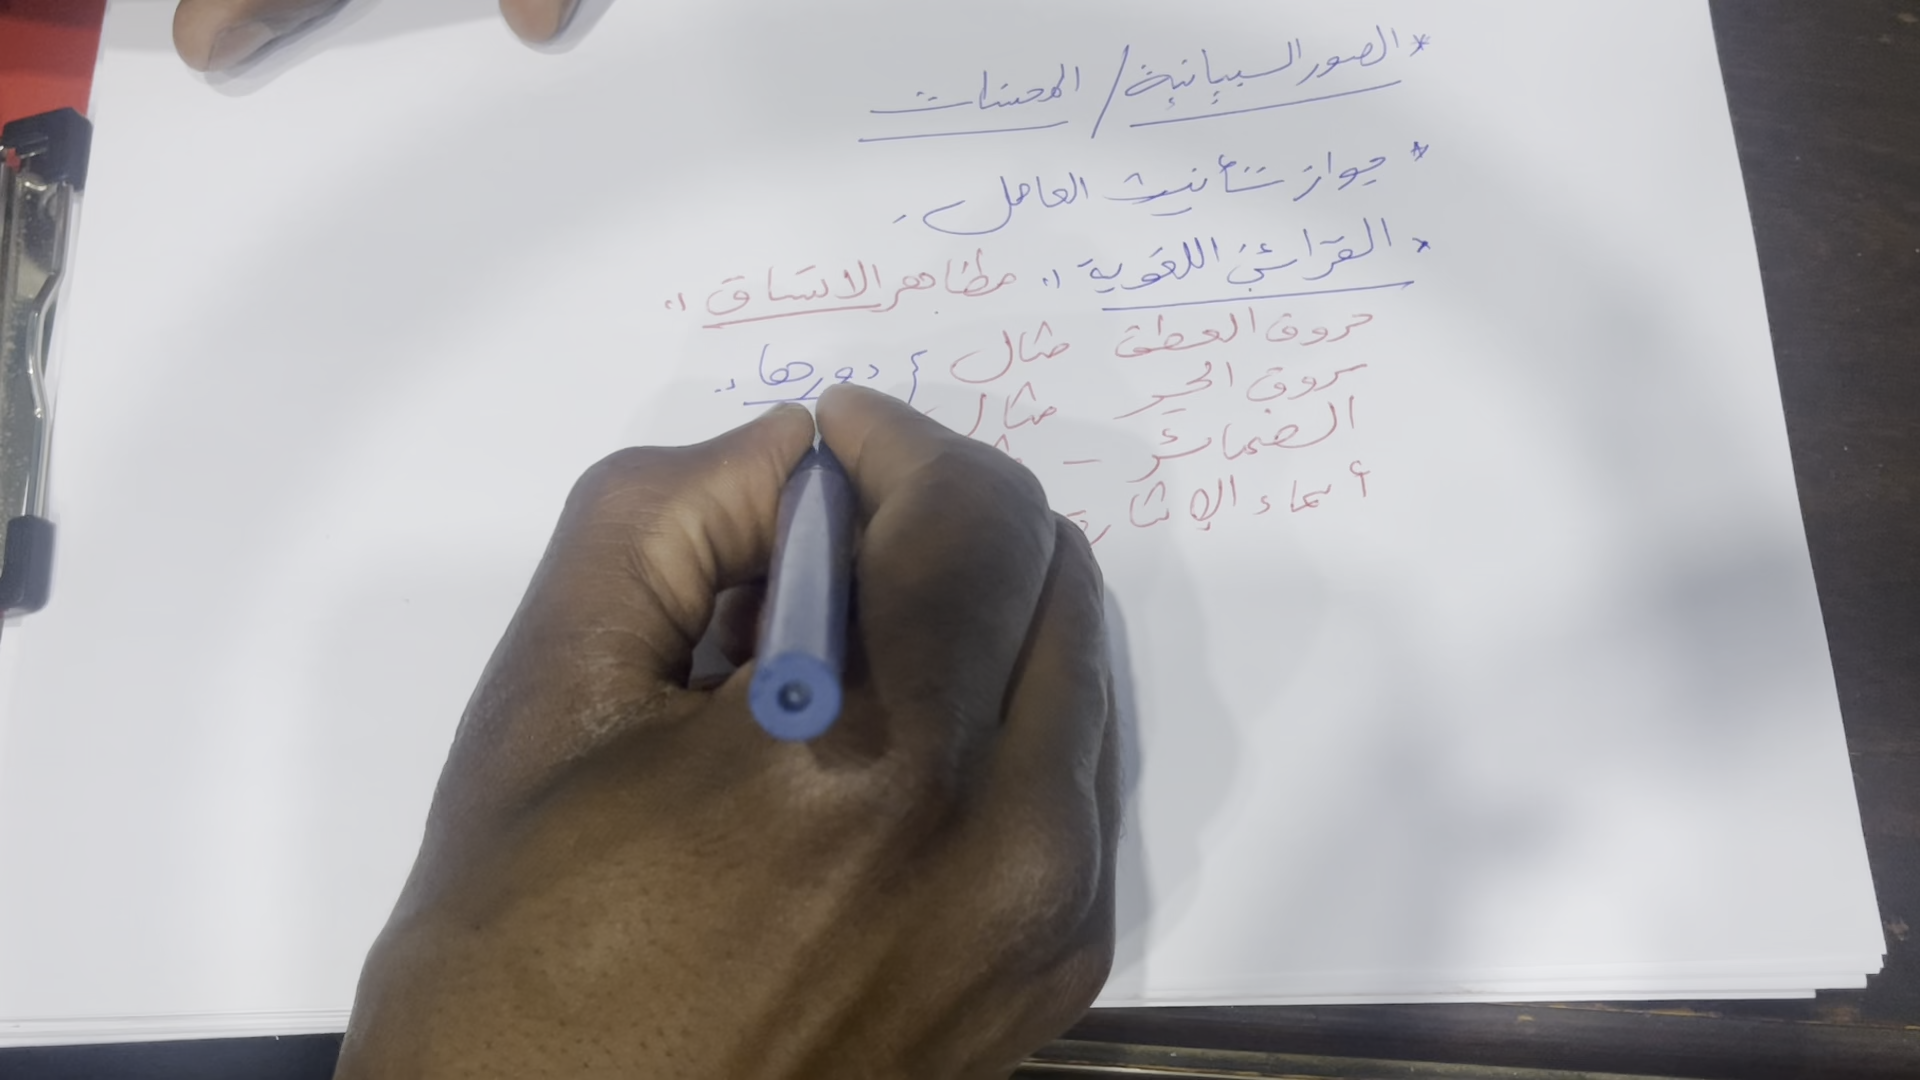 * الصور البيانية / المحسنات
* جواز تأنيث العامل.
* القرائن اللغوية "مظاهر الاتساق"
حروف العطف مثال } دورها..
حروف الجر مثال
الضمائر –
أسماء الإشارة